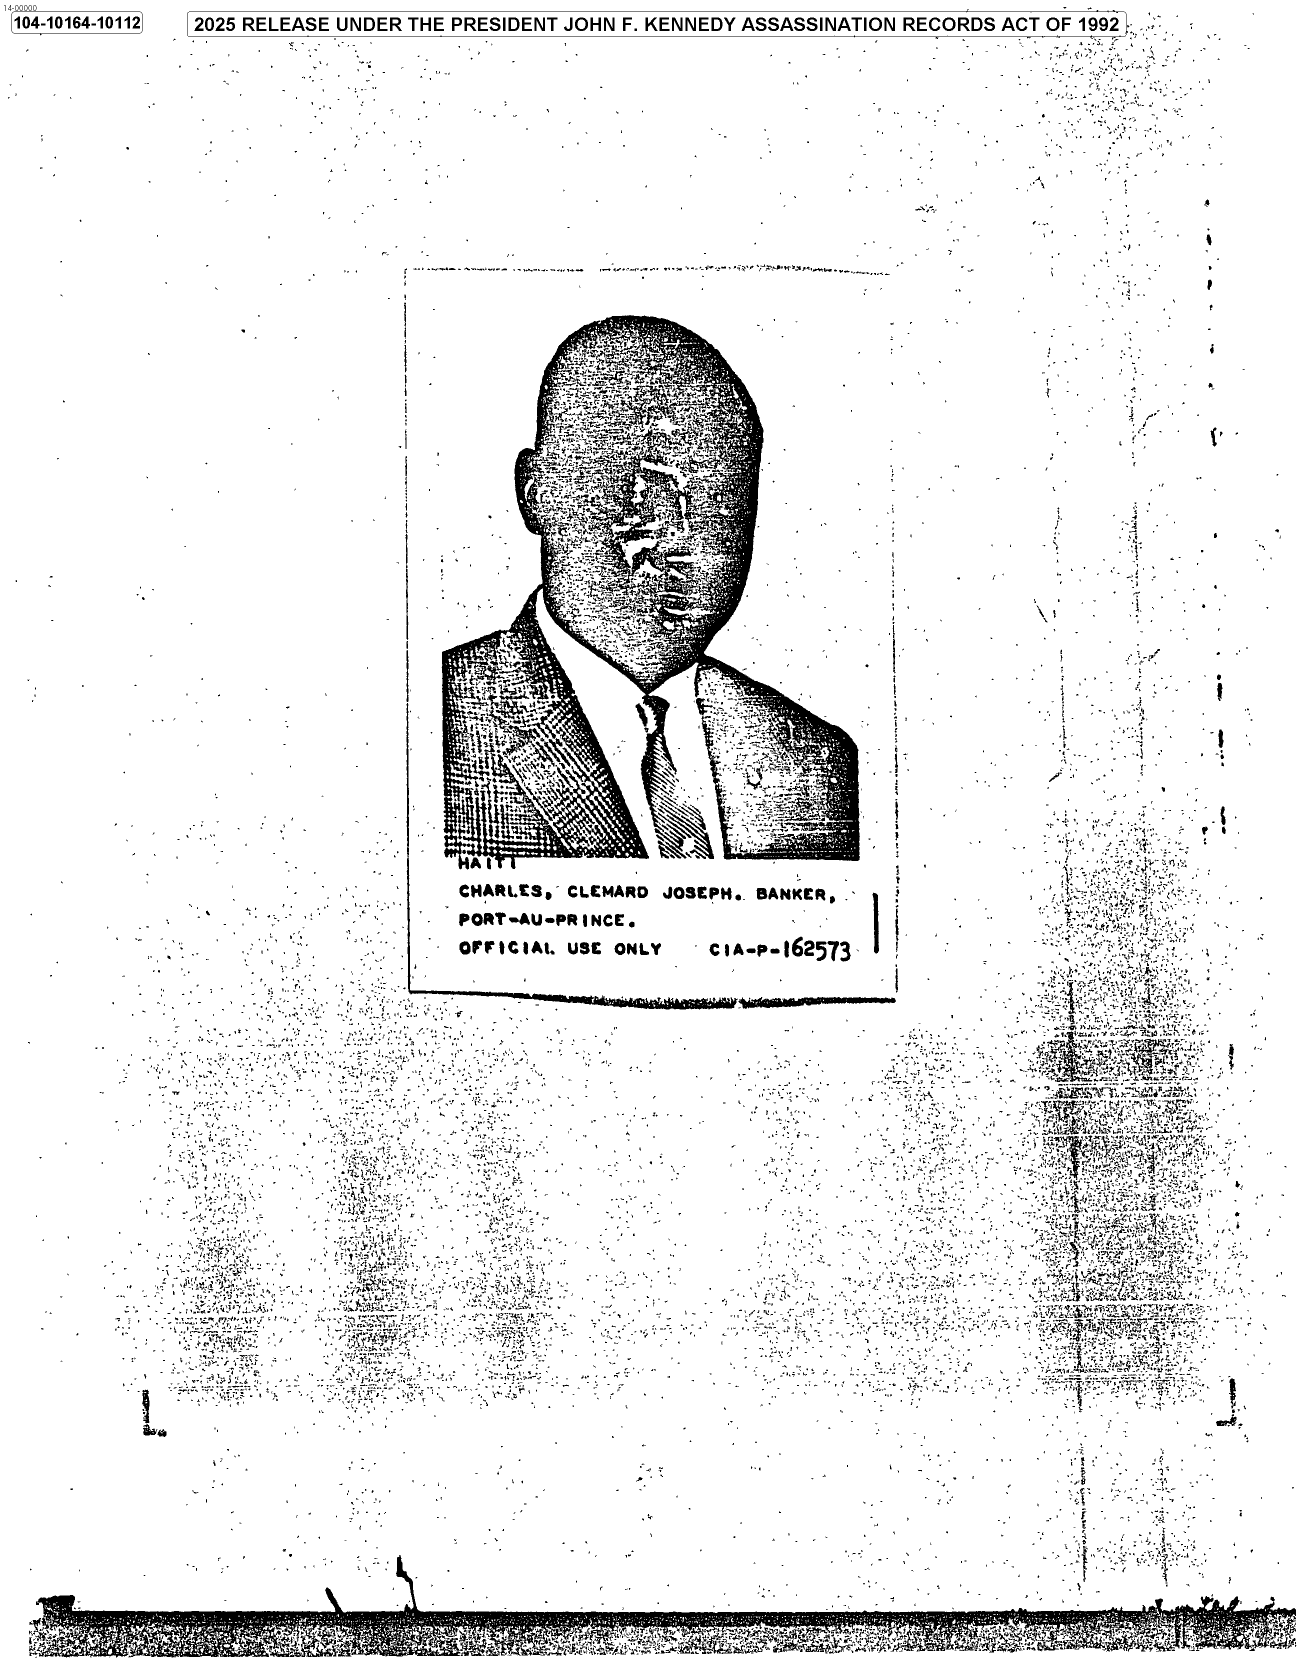 14-00000
104-10164-10112
2025 RELEASE UNDER THE PRESIDENT JOHN F. KENNEDY ASSASSINATION RECORDS ACT OF 1992
HAITI
CHARLES, CLEMARD JOSEPH. BANKER,
PORT-AU-PRINCE.
OFFICIAL USE ONLY CIA-P-162573